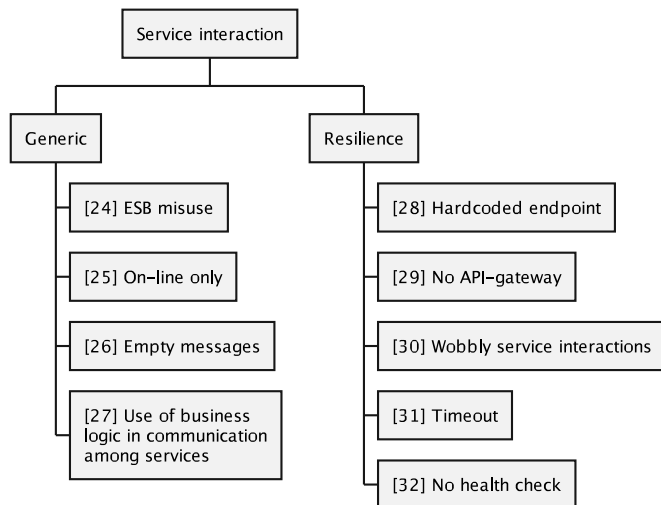 Service interaction
Generic
[24] ESB misuse
[25] On-line only
[26] Empty messages
[27] Use of business
logic in communication
among services
Resilience
[28] Hardcoded endpoint
[29] No API-gateway
[30] Wobbly service interactions
[31] Timeout
[32] No health check